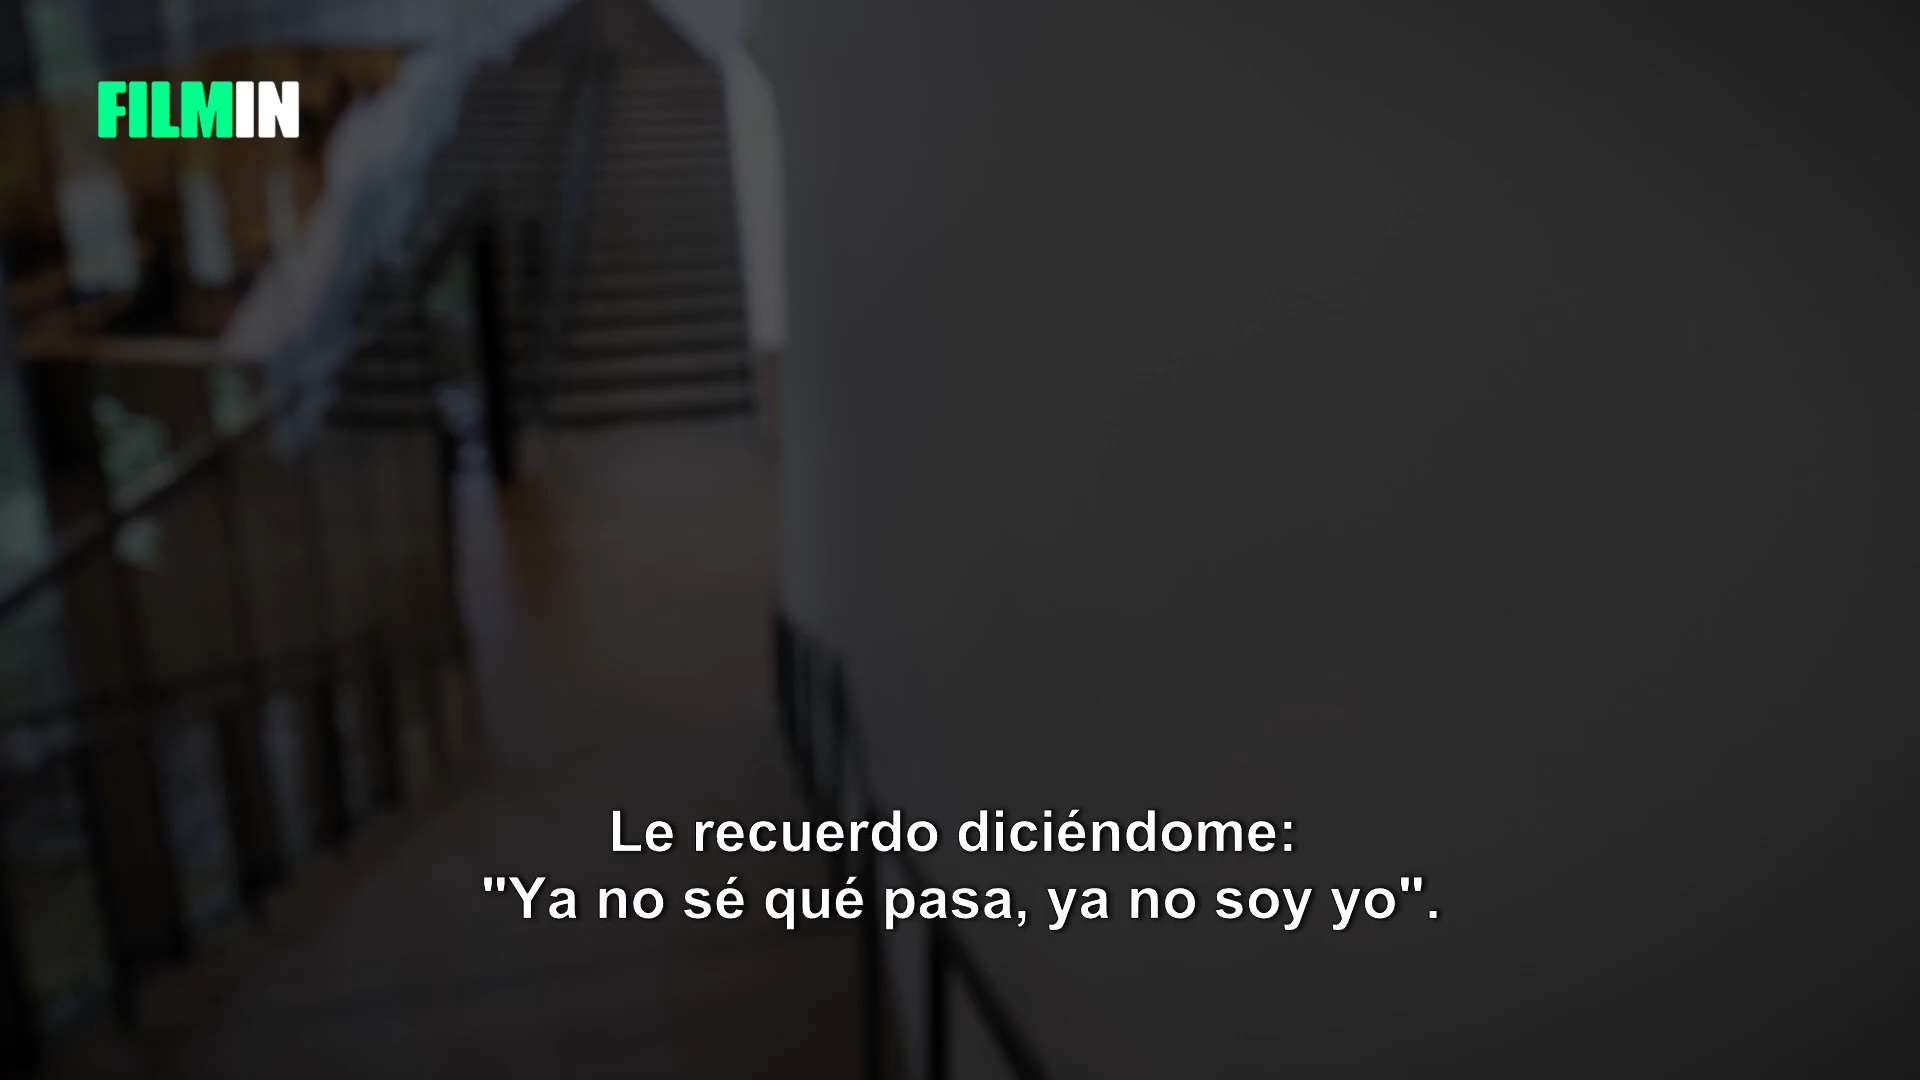 FILMIN
Le recuerdo diciéndome:
"Ya no sé qué pasa, ya no soy yo".